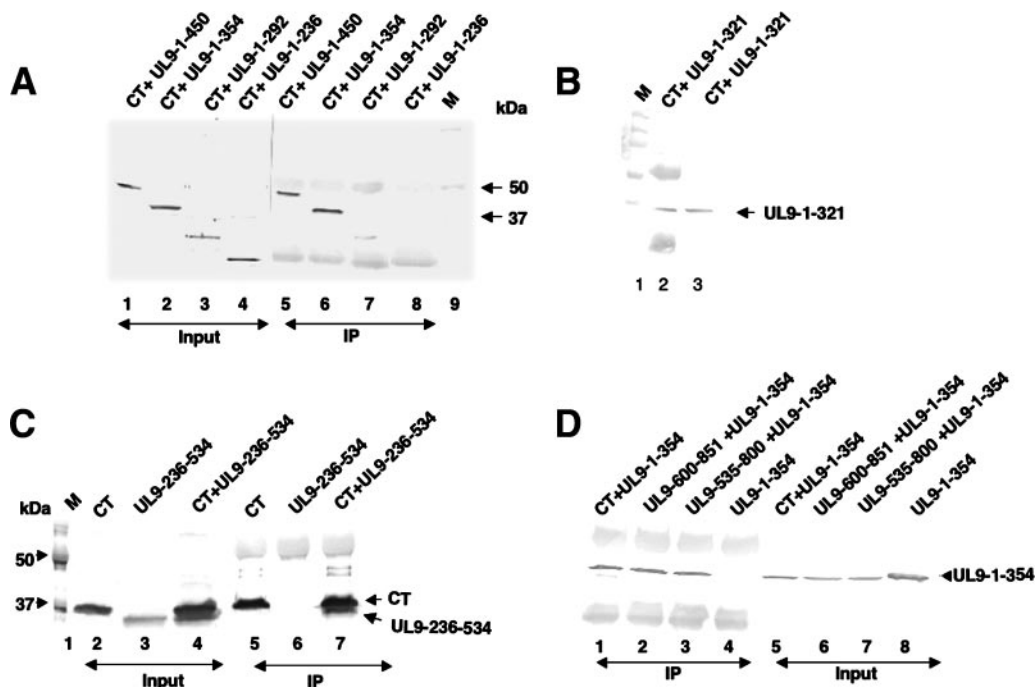 A
CT+ UL9-1-450
CT+ UL9-1-354
CT+ UL9-1-292
CT+ UL9-1-236
CT+ UL9-1-450
CT+ UL9-1-354
CT+ UL9-1-292
CT+ UL9-1-236
M
kDa
50
37
1 2 3 4 5 6 7 8 9
Input IP
B
M
CT+ UL9-1-321
CT+ UL9-1-321
UL9-1-321
1 2 3
C
kDa
M
CT
UL9-236-534
CT+UL9-236-534
CT
UL9-236-534
CT+UL9-236-534
50
37
CT
UL9-236-534
1 2 3 4 5 6 7
Input IP
D
CT+UL9-1-354
UL9-600-851 +UL9-1-354
UL9-535-800 +UL9-1-354
UL9-1-354
CT+UL9-1-354
UL9-600-851 +UL9-1-354
UL9-535-800 +UL9-1-354
UL9-1-354
UL9-1-354
1 2 3 4 5 6 7 8
IP Input